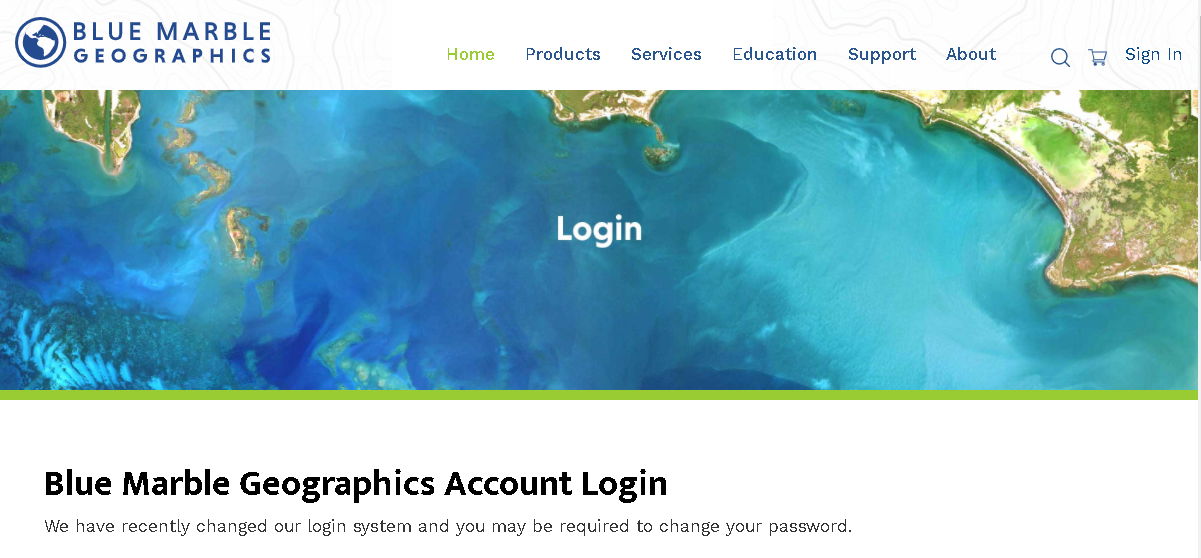 BLUE MARBLE
GEOGRAPHICS
Home Products Services Education Support About Sign In
Login
Blue Marble Geographics Account Login
We have recently changed our login system and you may be required to change your password.